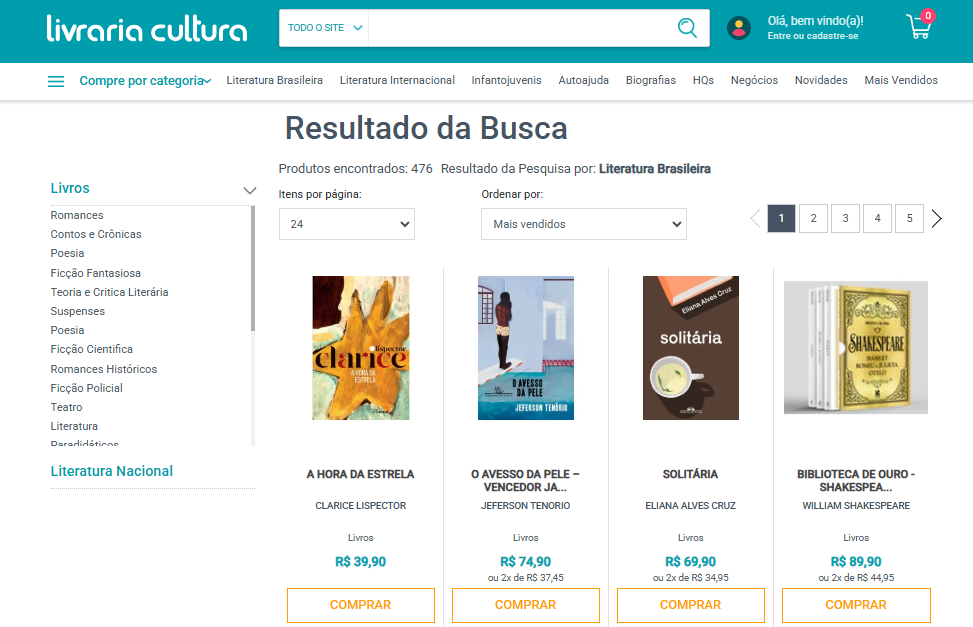 livraria cultura
TODO O SITE
Olá, bem vindo(a)!
Entre ou cadastre-se
0
Compre por categoria
Literatura Brasileira
Literatura Internacional
Infantojuvenis
Autoajuda
Biografias
HQs
Negócios
Novidades
Mais Vendidos
Resultado da Busca
Produtos encontrados: 476 Resultado da Pesquisa por: Literatura Brasileira
Livros
Romances
Contos e Crônicas
Poesia
Ficção Fantasiosa
Teoria e Critica Literária
Suspenses
Poesia
Ficção Cientifica
Romances Históricos
Ficção Policial
Teatro
Literatura
Paradidáticos
Literatura Nacional
Itens por página:
24
Ordenar por:
Mais vendidos
1 2 3 4 5
clarice
lispector
A HORA DA
ESTRELA
A HORA DA ESTRELA
CLARICE LISPECTOR
Livros
R$ 39,90
COMPRAR
O AVESSO
DA PELE
JEFERSON TENÓRIO
O AVESSO DA PELE –
VENCEDOR JA...
JEFERSON TENORIO
Livros
R$ 74,90
ou 2x de R$ 37,45
COMPRAR
Eliana Alves Cruz
solitária
SOLITÁRIA
ELIANA ALVES CRUZ
Livros
R$ 69,90
ou 2x de R$ 34,95
COMPRAR
SHAKESPEARE
HAMLET
ROMEU e JULIETA
OTELO
BIBLIOTECA DE OURO -
SHAKESPEA...
WILLIAM SHAKESPEARE
Livros
R$ 89,90
ou 2x de R$ 44,95
COMPRAR